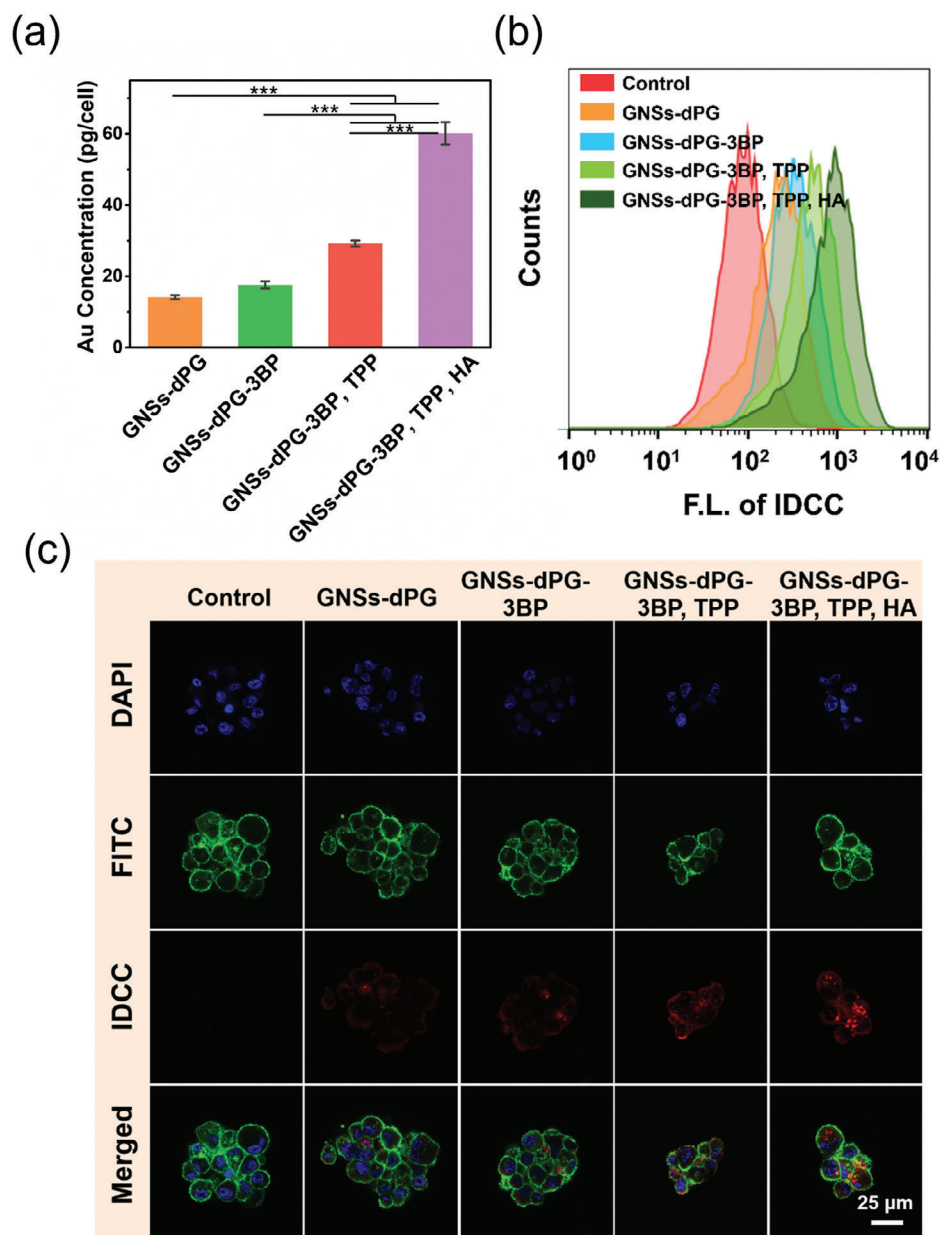 (a)
Au Concentration (pg/cell)
60
40
20
0
***
***
***
GNSs-dPG
GNSs-dPG-3BP
GNSs-dPG-3BP, TPP
GNSs-dPG-3BP, TPP, HA
(b)
Control
GNSs-dPG
GNSs-dPG-3BP
GNSs-dPG-3BP, TPP
GNSs-dPG-3BP, TPP, HA
Counts
10⁰ 10¹ 10² 10³ 10⁴
F.L. of IDCC
(c)
Control
GNSs-dPG
GNSs-dPG-
3BP
GNSs-dPG-
3BP, TPP
GNSs-dPG-
3BP, TPP, HA
DAPI
FITC
IDCC
Merged
25 µm